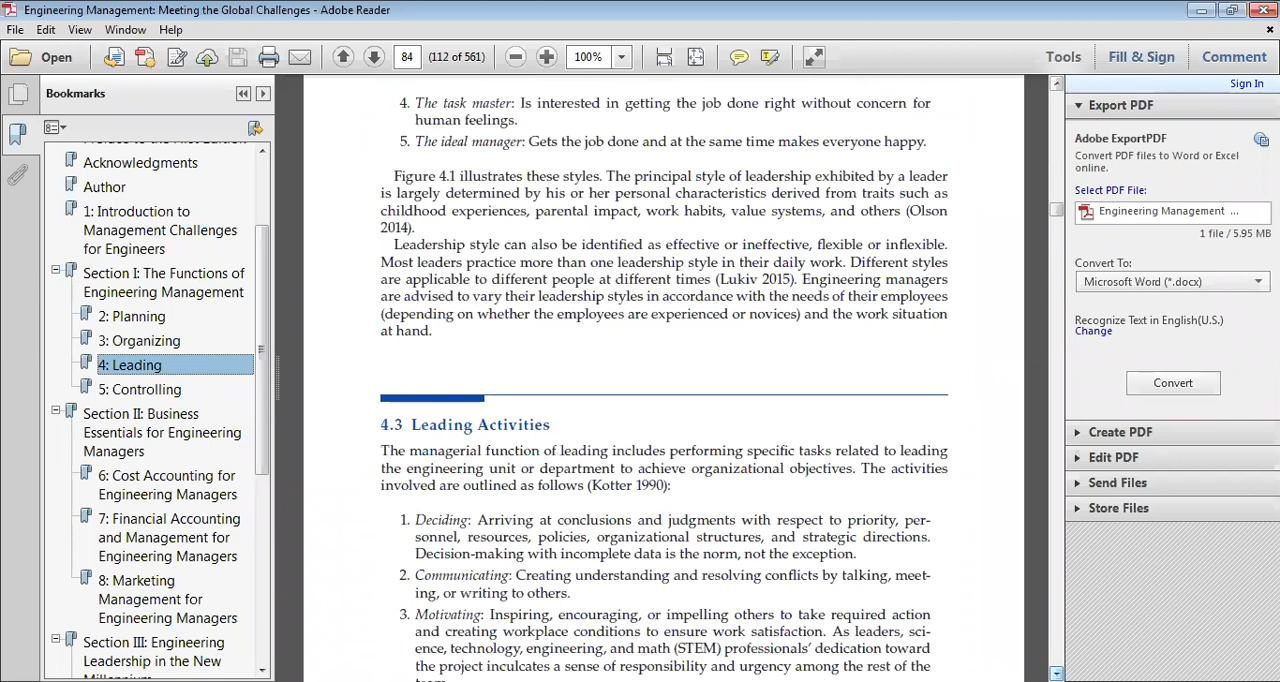 Engineering Management: Meeting the Global Challenges - Adobe Reader
File Edit View Window Help
Open 84 (112 of 561) 100% Tools Fill & Sign Comment
Sign In
Bookmarks
Acknowledgments
Author
1: Introduction to
Management Challenges
for Engineers
Section I: The Functions of
Engineering Management
2: Planning
3: Organizing
4: Leading
5: Controlling
Section II: Business
Essentials for Engineering
Managers
6: Cost Accounting for
Engineering Managers
7: Financial Accounting
and Management for
Engineering Managers
8: Marketing
Management for
Engineering Managers
Section III: Engineering
Leadership in the New
4. The task master: Is interested in getting the job done right without concern for
human feelings.
5. The ideal manager: Gets the job done and at the same time makes everyone happy.
Figure 4.1 illustrates these styles. The principal style of leadership exhibited by a leader
is largely determined by his or her personal characteristics derived from traits such as
childhood experiences, parental impact, work habits, value systems, and others (Olson
2014).
Leadership style can also be identified as effective or ineffective, flexible or inflexible.
Most leaders practice more than one leadership style in their daily work. Different styles
are applicable to different people at different times (Lukiv 2015). Engineering managers
are advised to vary their leadership styles in accordance with the needs of their employees
(depending on whether the employees are experienced or novices) and the work situation
at hand.
4.3 Leading Activities
The managerial function of leading includes performing specific tasks related to leading
the engineering unit or department to achieve organizational objectives. The activities
involved are outlined as follows (Kotter 1990):
1. Deciding: Arriving at conclusions and judgments with respect to priority, per-
sonnel, resources, policies, organizational structures, and strategic directions.
Decision-making with incomplete data is the norm, not the exception.
2. Communicating: Creating understanding and resolving conflicts by talking, meet-
ing, or writing to others.
3. Motivating: Inspiring, encouraging, or impelling others to take required action
and creating workplace conditions to ensure work satisfaction. As leaders, sci-
ence, technology, engineering, and math (STEM) professionals' dedication toward
the project inculcates a sense of responsibility and urgency among the rest of the
Export PDF
Adobe ExportPDF
Convert PDF files to Word or Excel
online.
Select PDF File:
Engineering Management ...
1 file / 5.95 MB
Convert To:
Microsoft Word (*.docx)
Recognize Text in English(U.S.)
Change
Convert
Create PDF
Edit PDF
Send Files
Store Files